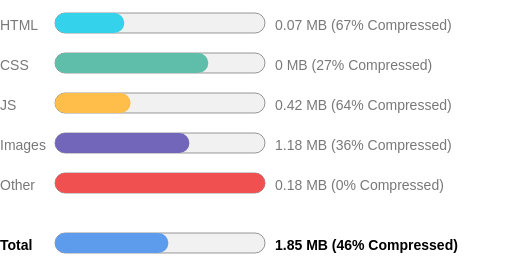 HTML 0.07 MB (67% Compressed)
CSS 0 MB (27% Compressed)
JS 0.42 MB (64% Compressed)
Images 1.18 MB (36% Compressed)
Other 0.18 MB (0% Compressed)
Total 1.85 MB (46% Compressed)